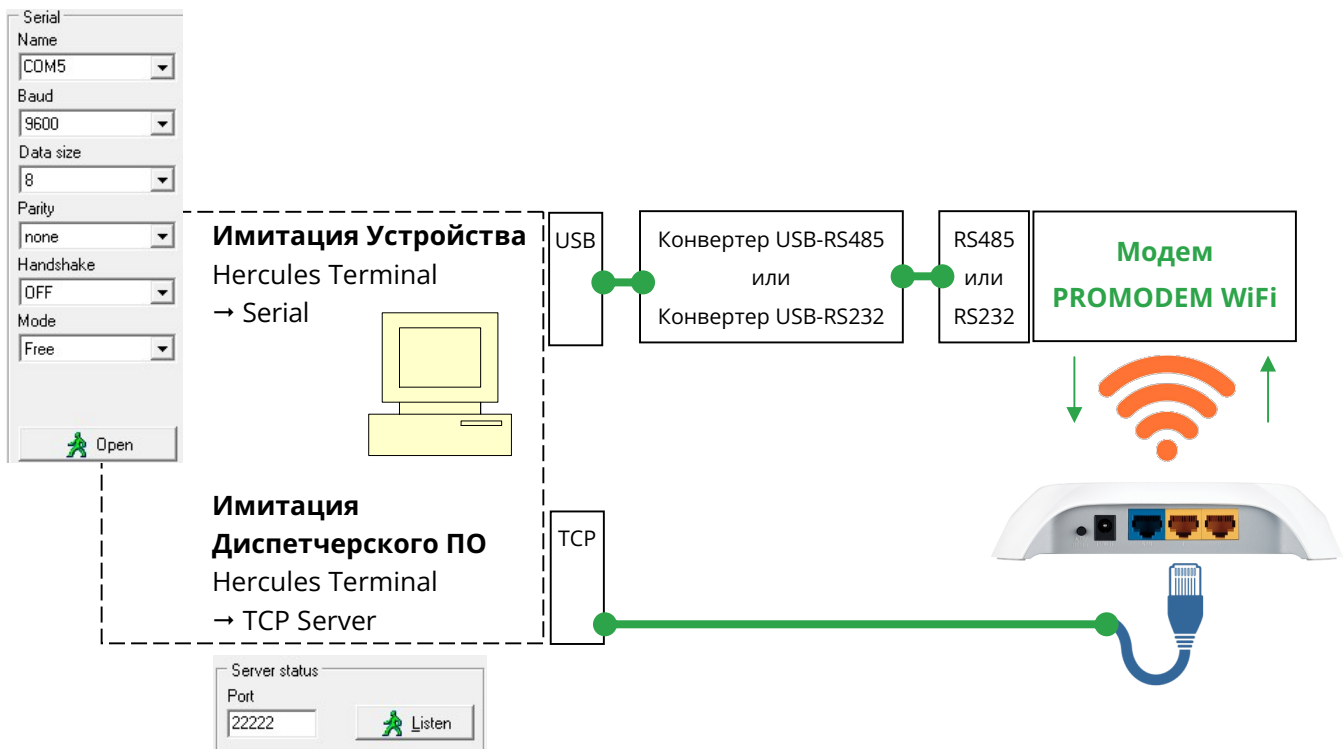 Serial
Name
COM5
Baud
9600
Data size
8
Parity
none
Handshake
OFF
Mode
Free
Open
Имитация Устройства
Hercules Terminal
→ Serial
USB
Конвертер USB-RS485
или
Конвертер USB-RS232
RS485
или
RS232
Модем
PROMODEM WiFi
Имитация
Диспетчерского ПО
Hercules Terminal
→ TCP Server
TCP
Server status
Port
22222
Listen